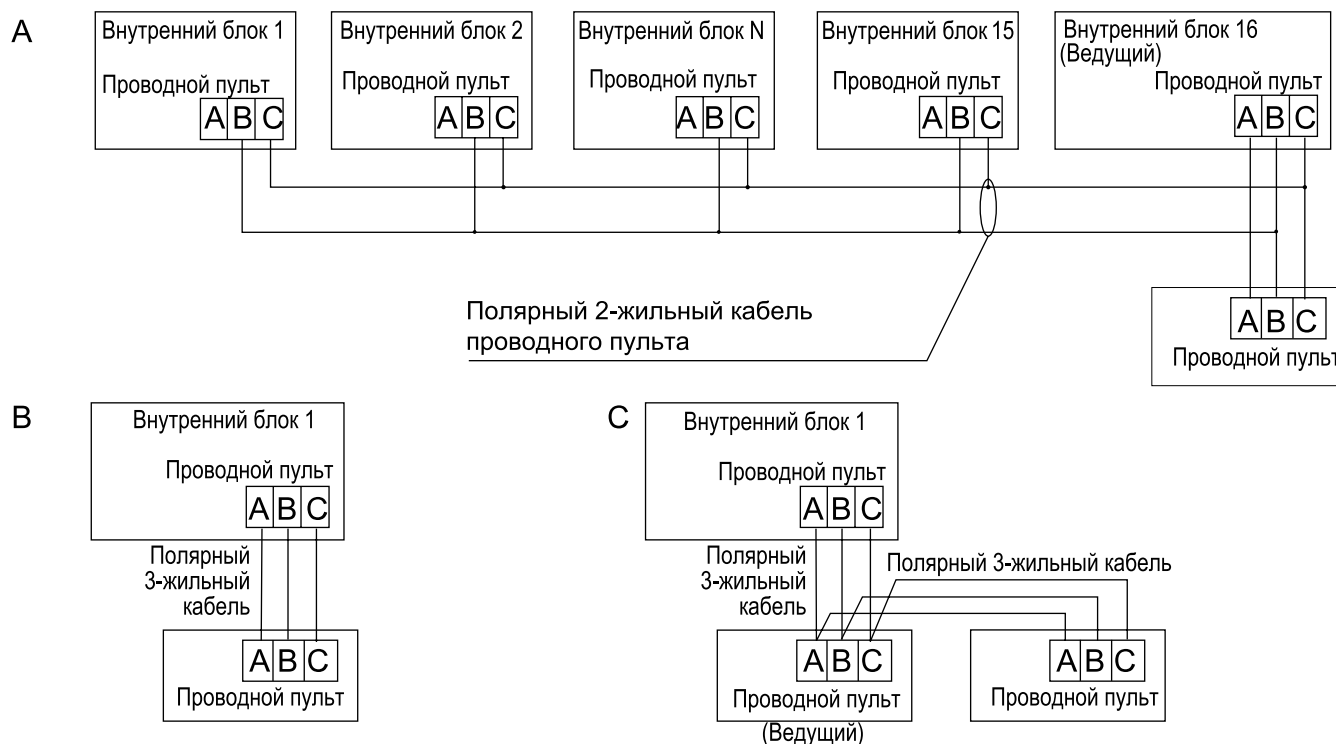 A
Внутренний блок 1
Проводной пульт
A B C
Внутренний блок 2
Проводной пульт
A B C
Внутренний блок N
Проводной пульт
A B C
Внутренний блок 15
Проводной пульт
A B C
Внутренний блок 16
(Ведущий)
Проводной пульт
A B C
Полярный 2-жильный кабель
проводного пульта
A B C
Проводной пульт
B
Внутренний блок 1
Проводной пульт
A B C
Полярный
3-жильный
кабель
A B C
Проводной пульт
C
Внутренний блок 1
Проводной пульт
A B C
Полярный
3-жильный
кабель
Полярный 3-жильный кабель
A B C
Проводной пульт
(Ведущий)
A B C
Проводной пульт